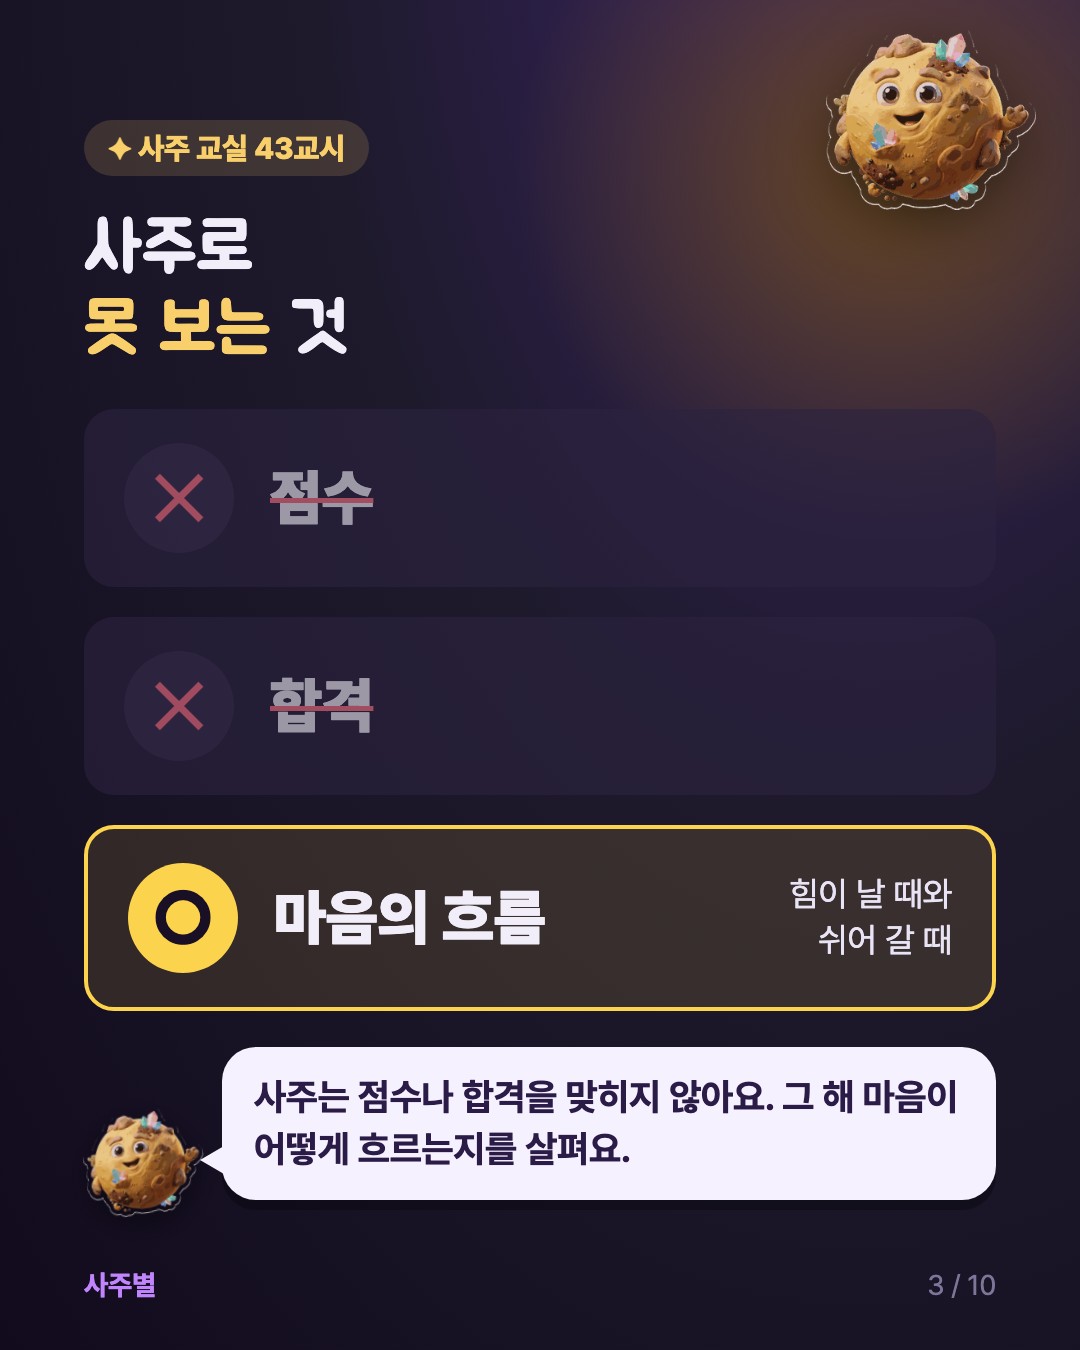 ✦ 사주 교실 43교시
사주로
못 보는 것
점수
합격
마음의 흐름
힘이 날 때와
쉬어 갈 때
사주는 점수나 합격을 맞히지 않아요. 그 해 마음이
어떻게 흐르는지를 살펴요.
사주별
3 / 10